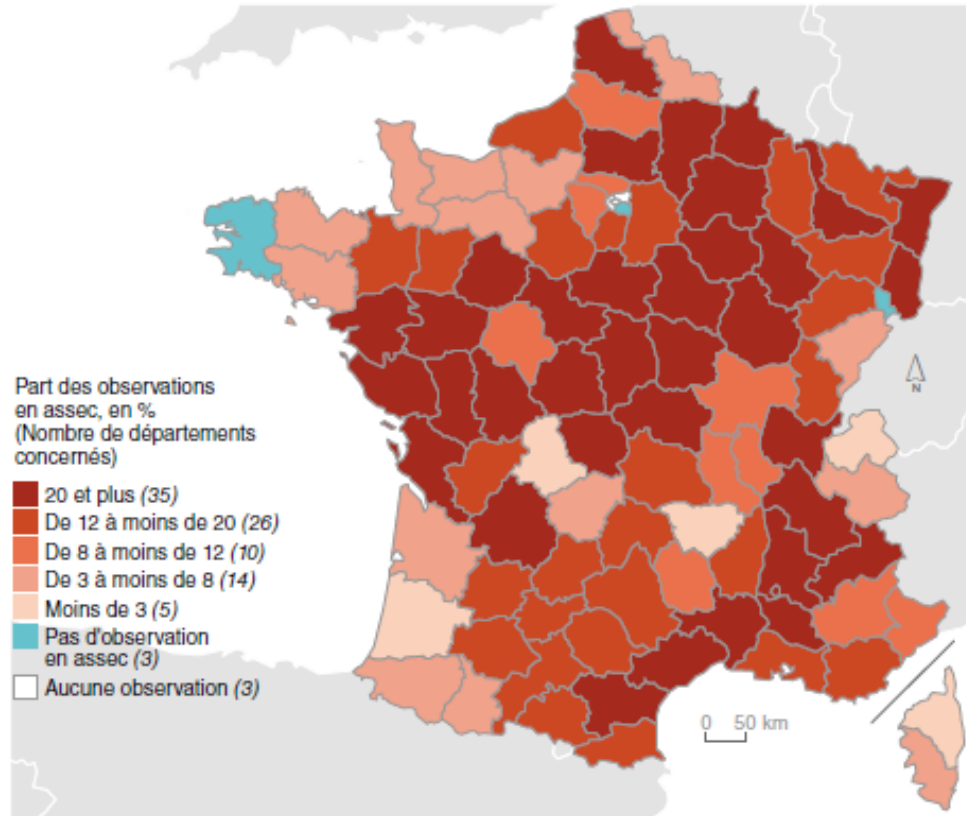 Part des observations
en assec, en %
(Nombre de départements
concernés)
20 et plus (35)
De 12 à moins de 20 (26)
De 8 à moins de 12 (10)
De 3 à moins de 8 (14)
Moins de 3 (5)
Pas d'observation
en assec (3)
Aucune observation (3)
N
0 50 km